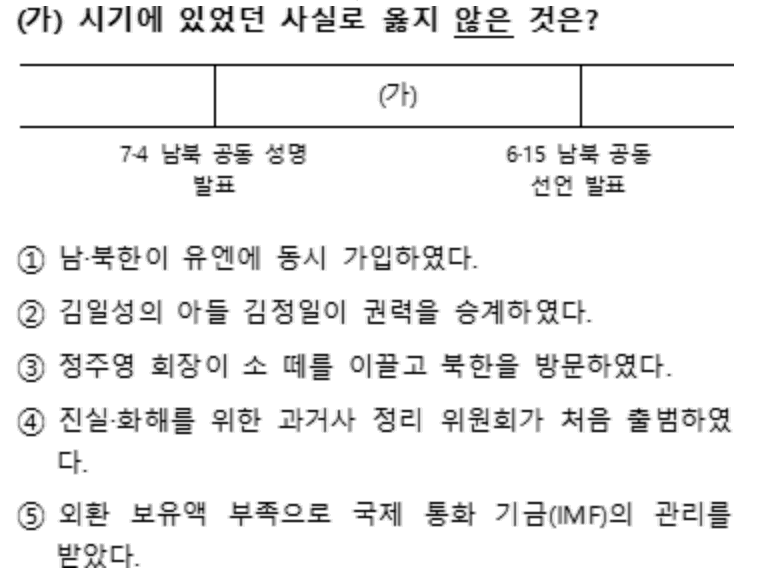 (가) 시기에 있었던 사실로 옳지 않은 것은?
(가)
7·4 남북 공동 성명
발표
6·15 남북 공동
선언 발표
① 남·북한이 유엔에 동시 가입하였다.
② 김일성의 아들 김정일이 권력을 승계하였다.
③ 정주영 회장이 소 떼를 이끌고 북한을 방문하였다.
④ 진실·화해를 위한 과거사 정리 위원회가 처음 출범하였
다.
⑤ 외환 보유액 부족으로 국제 통화 기금(IMF)의 관리를
받았다.